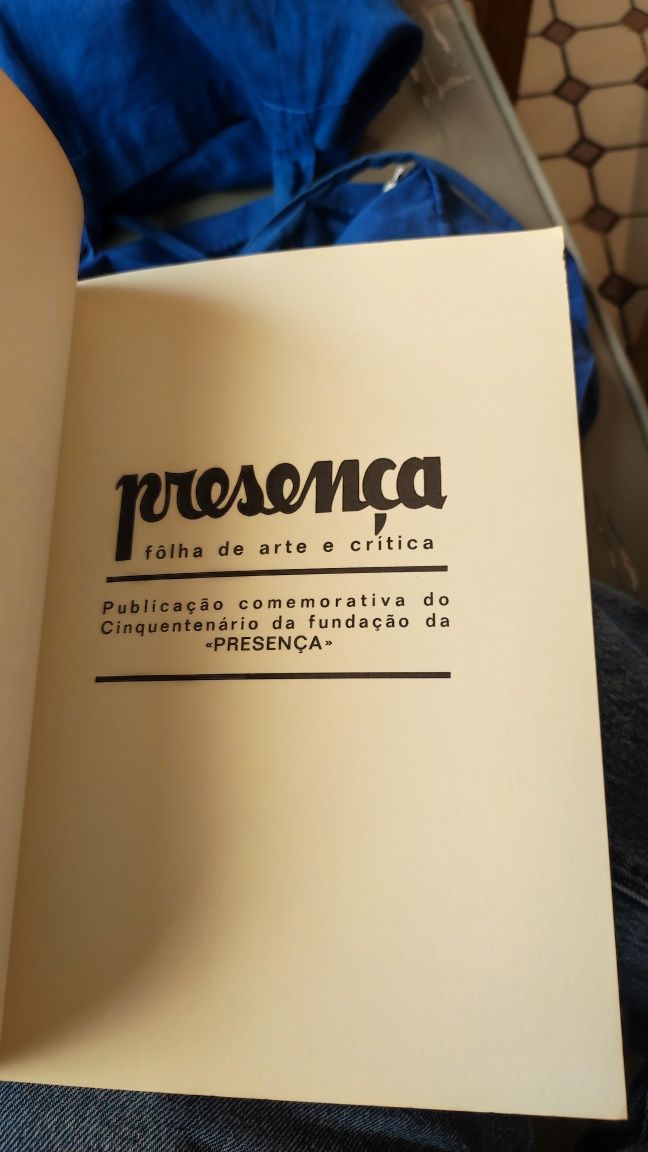 presença
fôlha de arte e crítica
Publicação comemorativa do
Cinquentenário da fundação da
«PRESENÇA»